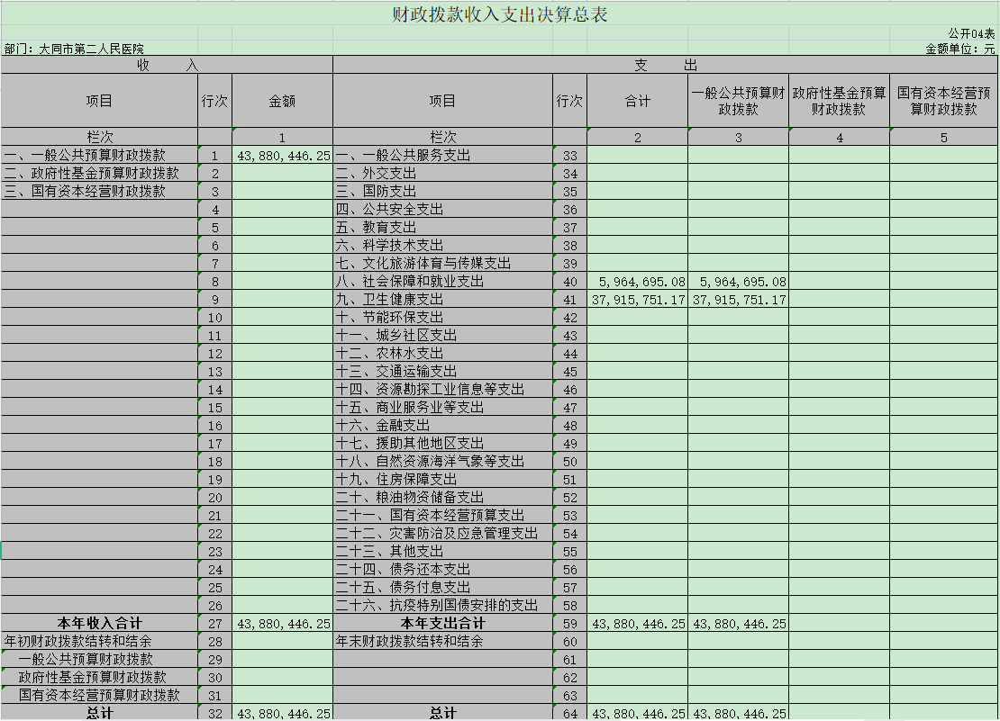 财政拨款收入支出决算总表
公开04表
部门：大同市第二人民医院 金额单位：元
收 入 支 出
项目 行次 金额 项目 行次 合计 一般公共预算财政拨款 政府性基金预算财政拨款 国有资本经营预算财政拨款
栏次 1 栏次 2 3 4 5
一、一般公共预算财政拨款 1 43,880,446.25 一、一般公共服务支出 33
二、政府性基金预算财政拨款 2 二、外交支出 34
三、国有资本经营财政拨款 3 三、国防支出 35
4 四、公共安全支出 36
5 五、教育支出 37
6 六、科学技术支出 38
7 七、文化旅游体育与传媒支出 39
8 八、社会保障和就业支出 40 5,964,695.08 5,964,695.08
9 九、卫生健康支出 41 37,915,751.17 37,915,751.17
10 十、节能环保支出 42
11 十一、城乡社区支出 43
12 十二、农林水支出 44
13 十三、交通运输支出 45
14 十四、资源勘探工业信息等支出 46
15 十五、商业服务业等支出 47
16 十六、金融支出 48
17 十七、援助其他地区支出 49
18 十八、自然资源海洋气象等支出 50
19 十九、住房保障支出 51
20 二十、粮油物资储备支出 52
21 二十一、国有资本经营预算支出 53
22 二十二、灾害防治及应急管理支出 54
23 二十三、其他支出 55
24 二十四、债务还本支出 56
25 二十五、债务付息支出 57
26 二十六、抗疫特别国债安排的支出 58
本年收入合计 27 43,880,446.25 本年支出合计 59 43,880,446.25 43,880,446.25
年初财政拨款结转和结余 28 年末财政拨款结转和结余 60
一般公共预算财政拨款 29 61
政府性基金预算财政拨款 30 62
国有资本经营预算财政拨款 31 63
总计 32 43,880,446.25 总计 64 43,880,446.25 43,880,446.25